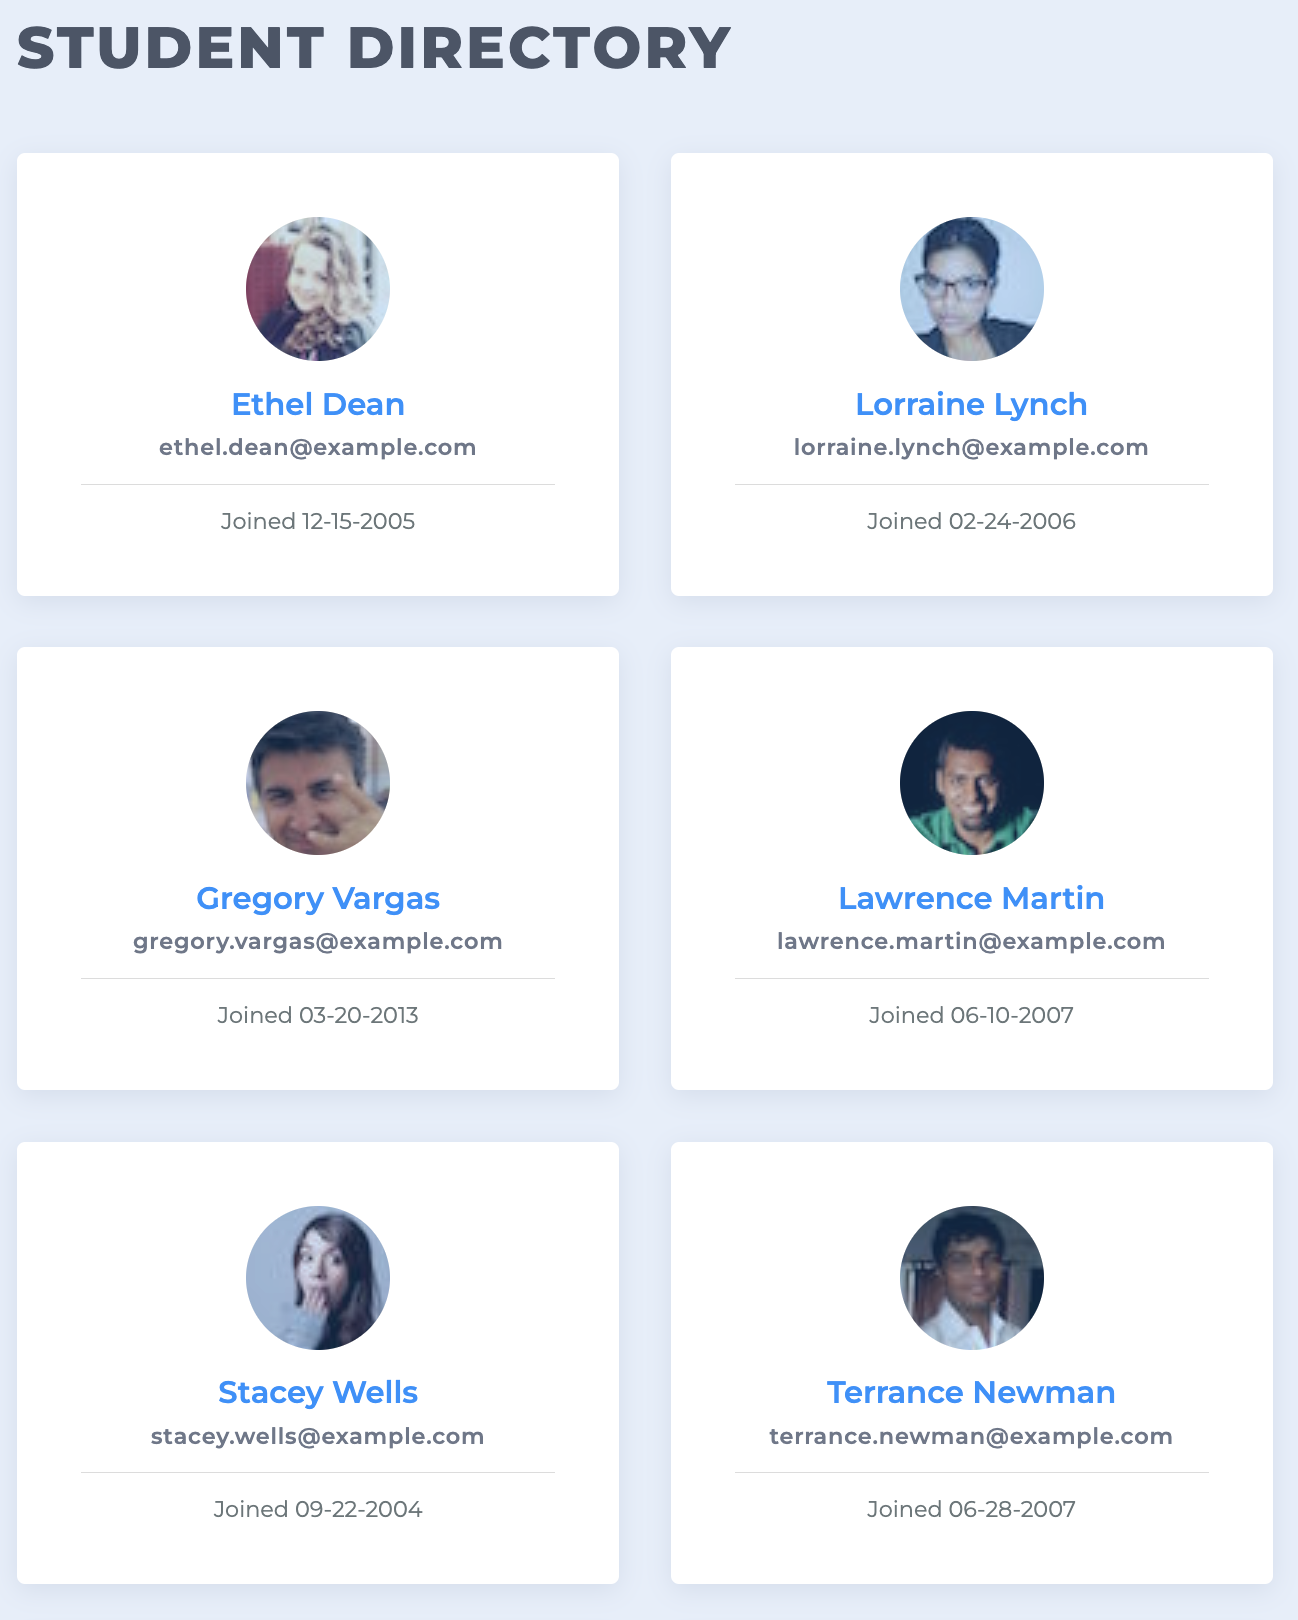 STUDENT DIRECTORY
Ethel Dean
ethel.dean@example.com
Joined 12-15-2005
Lorraine Lynch
lorraine.lynch@example.com
Joined 02-24-2006
Gregory Vargas
gregory.vargas@example.com
Joined 03-20-2013
Lawrence Martin
lawrence.martin@example.com
Joined 06-10-2007
Stacey Wells
stacey.wells@example.com
Joined 09-22-2004
Terrance Newman
terrance.newman@example.com
Joined 06-28-2007